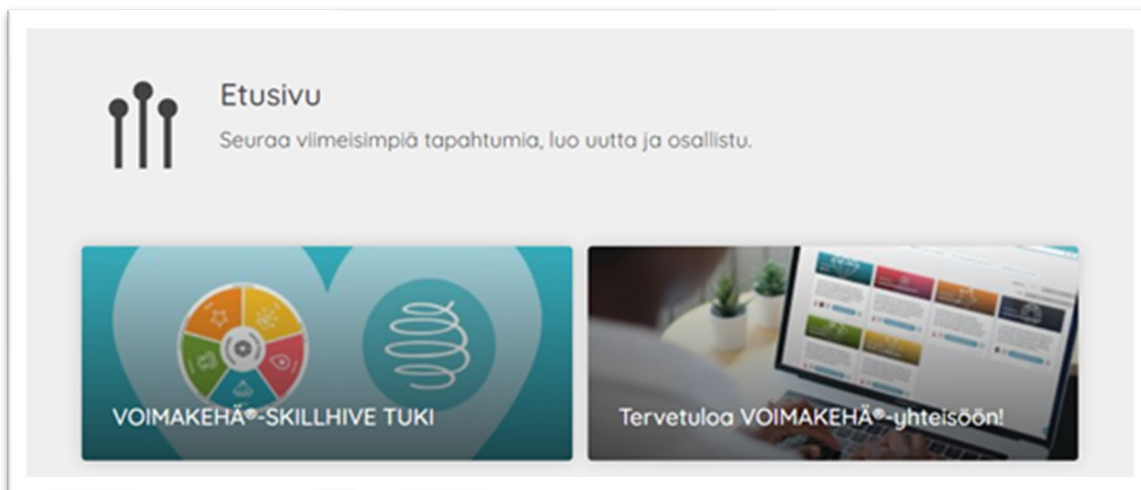 Etusivu
Seuraa viimeisimpiä tapahtumia, luo uutta ja osallistu.
VOIMAKEHÄ®-SKILLHIVE TUKI
Tervetuloa VOIMAKEHÄ®-yhteisöön!